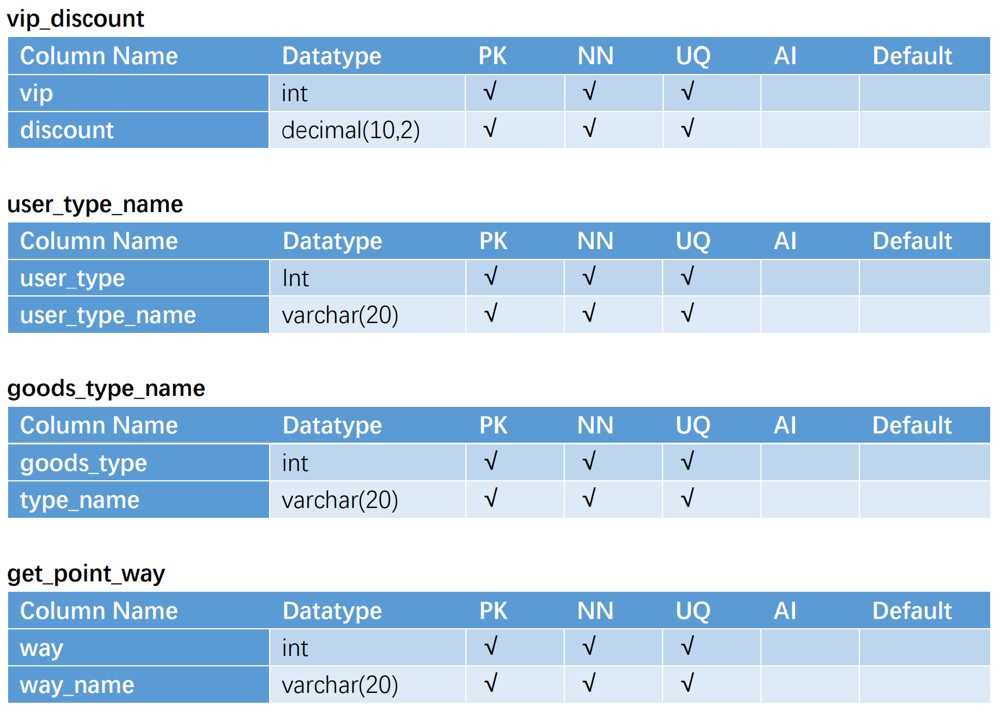 vip_discount
Column Name Datatype PK NN UQ AI Default
vip int √ √ √
discount decimal(10,2) √ √ √
user_type_name
Column Name Datatype PK NN UQ AI Default
user_type Int √ √ √
user_type_name varchar(20) √ √ √
goods_type_name
Column Name Datatype PK NN UQ AI Default
goods_type int √ √ √
type_name varchar(20) √ √ √
get_point_way
Column Name Datatype PK NN UQ AI Default
way int √ √ √
way_name varchar(20) √ √ √